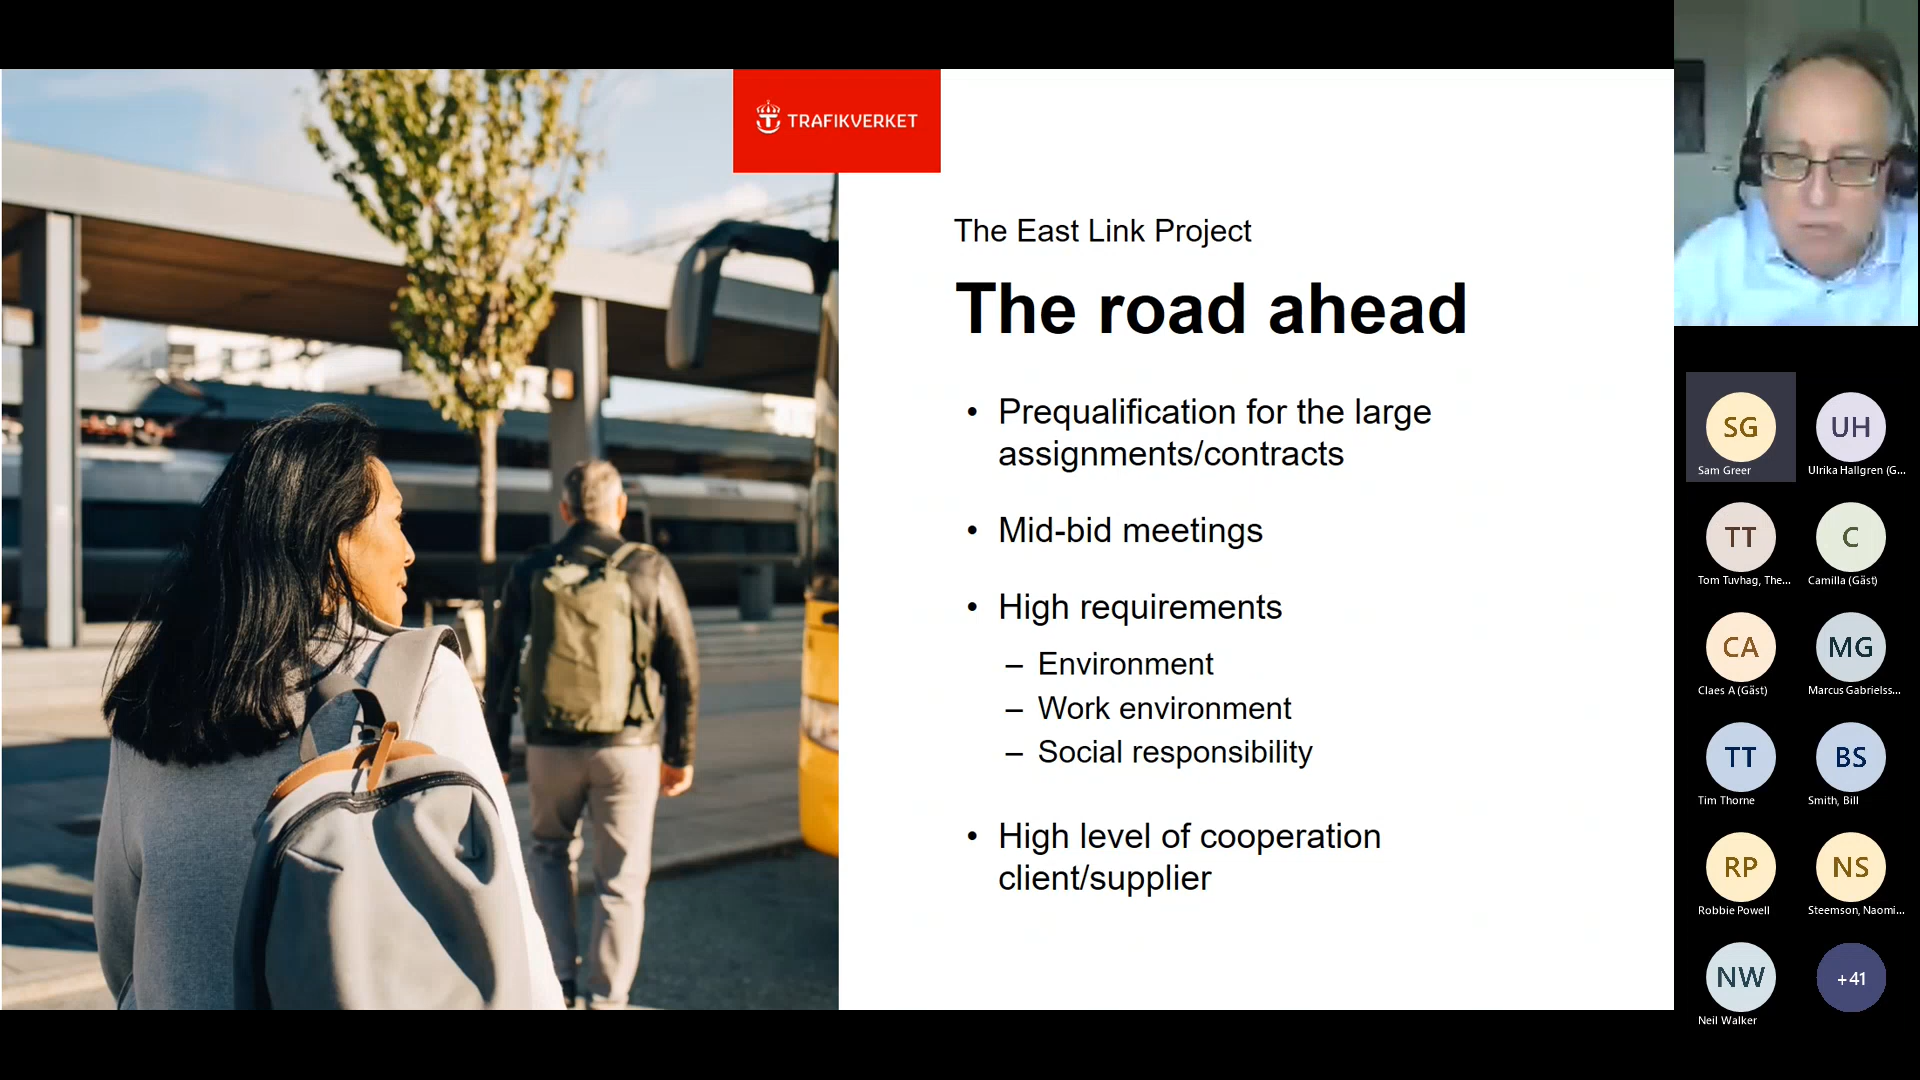 TRAFIKVERKET
The East Link Project
The road ahead
• Prequalification for the large
assignments/contracts
• Mid-bid meetings
• High requirements
– Environment
– Work environment
– Social responsibility
• High level of cooperation
client/supplier
SG
Sam Greer
UH
Ulrika Hallgren (G...
TT
Tom Tuvhag, The...
C
Camilla (Gäst)
CA
Claes A (Gäst)
MG
Marcus Gabrielss...
TT
Tim Thorne
BS
Smith, Bill
RP
Robbie Powell
NS
Steemson, Naomi...
NW
Neil Walker
+41